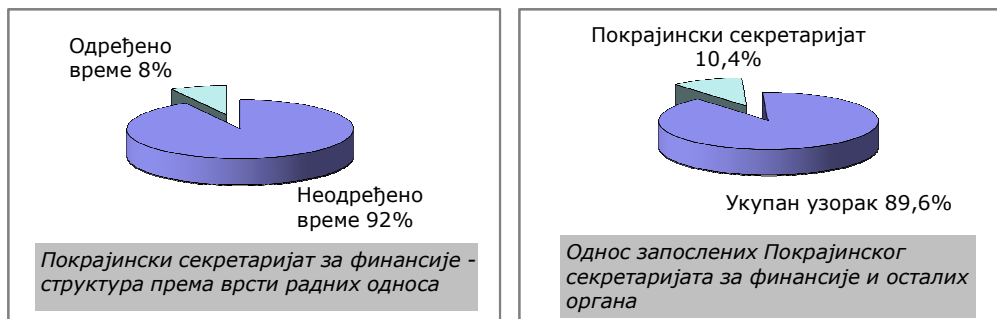 Одређено
време 8%
Неодређено
време 92%
Покрајински секретаријат за финансије -
структура према врсти радних односа
Покрајински секретаријат
10,4%
Укупан узорак 89,6%
Однос запослених Покрајинског
секретаријата за финансије и осталих
органа